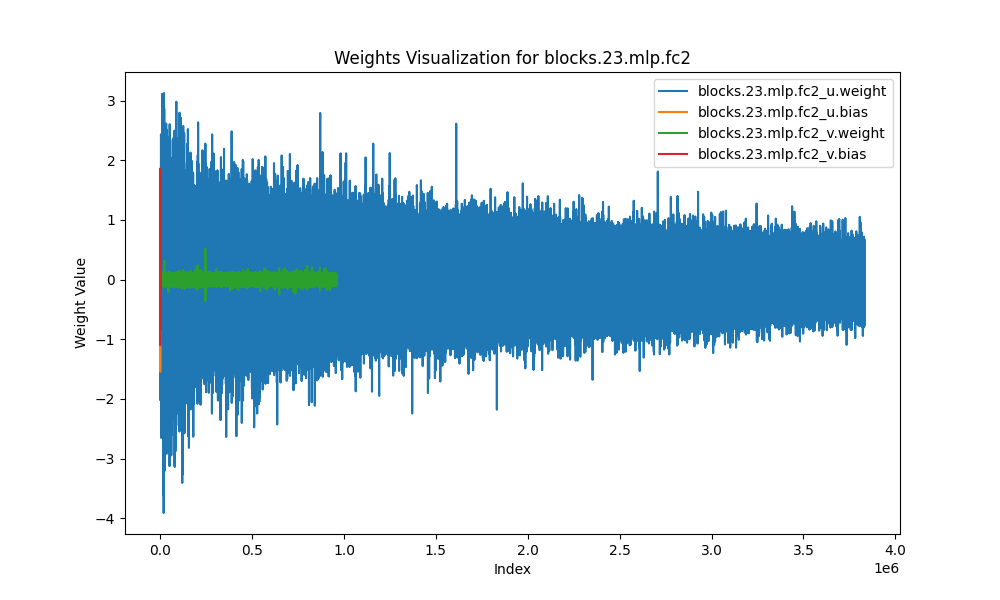 Weights Visualization for blocks.23.mlp.fc2
blocks.23.mlp.fc2_u.weight
blocks.23.mlp.fc2_u.bias
blocks.23.mlp.fc2_v.weight
blocks.23.mlp.fc2_v.bias
Weight Value
3
2
1
0
−1
−2
−3
−4
0.0 0.5 1.0 1.5 2.0 2.5 3.0 3.5 4.0
1e6
Index